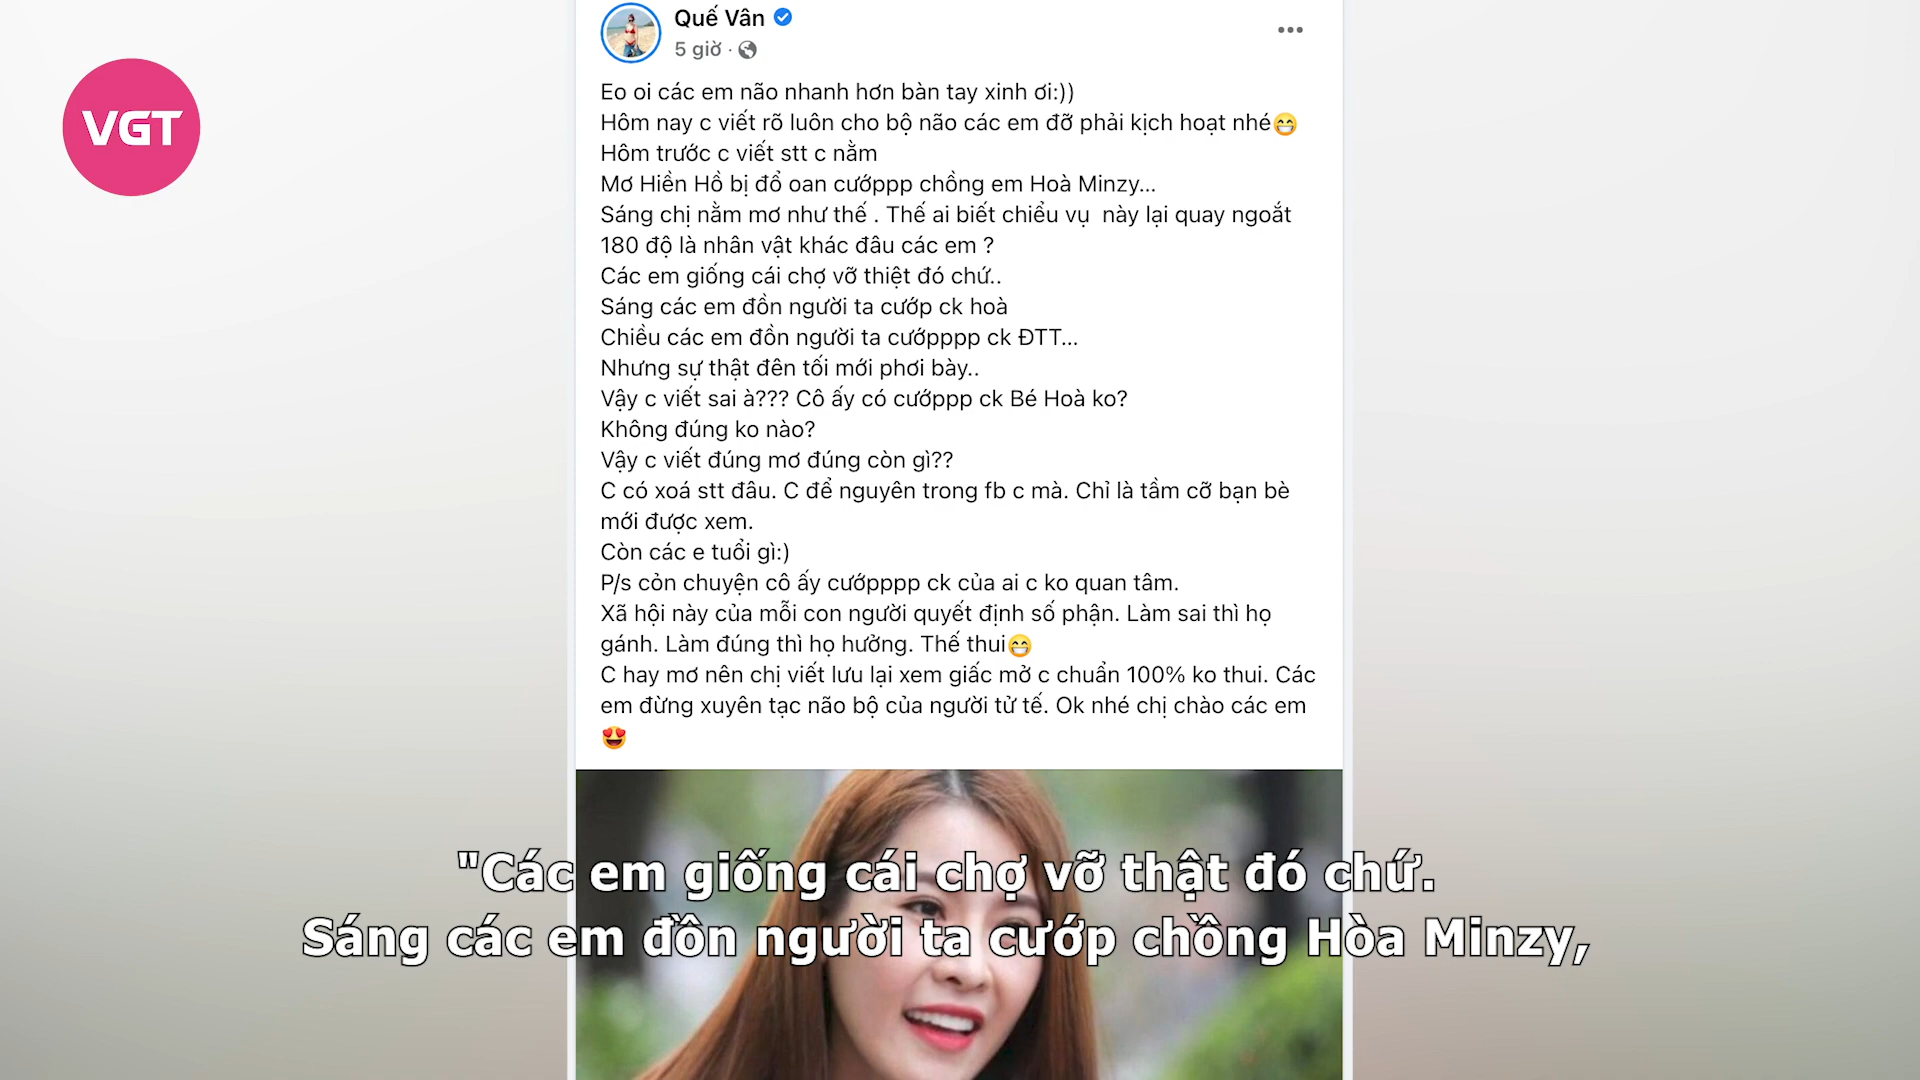 VGT
Quế Vân
5 giờ ·
Eo oi các em não nhanh hơn bàn tay xinh ơi:))
Hôm nay c viết rõ luôn cho bộ não các em đỡ phải kịch hoạt nhé😁
Hôm trước c viết stt c nằm
Mơ Hiền Hồ bị đổ oan cướppp chồng em Hoà Minzy...
Sáng chị nằm mơ như thế . Thế ai biết chiều vụ  này lại quay ngoắt
180 độ là nhân vật khác đâu các em ?
Các em giống cái chợ vỡ thiệt đó chứ..
Sáng các em đồn người ta cướp ck hoà
Chiều các em đồn người ta cướpppp ck ĐTT...
Nhưng sự thật đên tối mới phơi bày..
Vậy c viết sai à??? Cô ấy có cướppp ck Bé Hoà ko?
Không đúng ko nào?
Vậy c viết đúng mơ đúng còn gì??
C có xoá stt đâu. C để nguyên trong fb c mà. Chỉ là tầm cỡ bạn bè
mới được xem.
Còn các e tuổi gì:)
P/s cỏn chuyện cô ấy cướpppp ck của ai c ko quan tâm.
Xã hội này của mỗi con người quyết định số phận. Làm sai thì họ
gánh. Làm đúng thì họ hưởng. Thế thui😁
C hay mơ nên chị viết lưu lại xem giấc mở c chuẩn 100% ko thui. Các
em đừng xuyên tạc não bộ của người tử tế. Ok nhé chị chào các em
😍
"Các em giống cái chợ vỡ thật đó chứ.
Sáng các em đồn người ta cướp chồng Hòa Minzy,